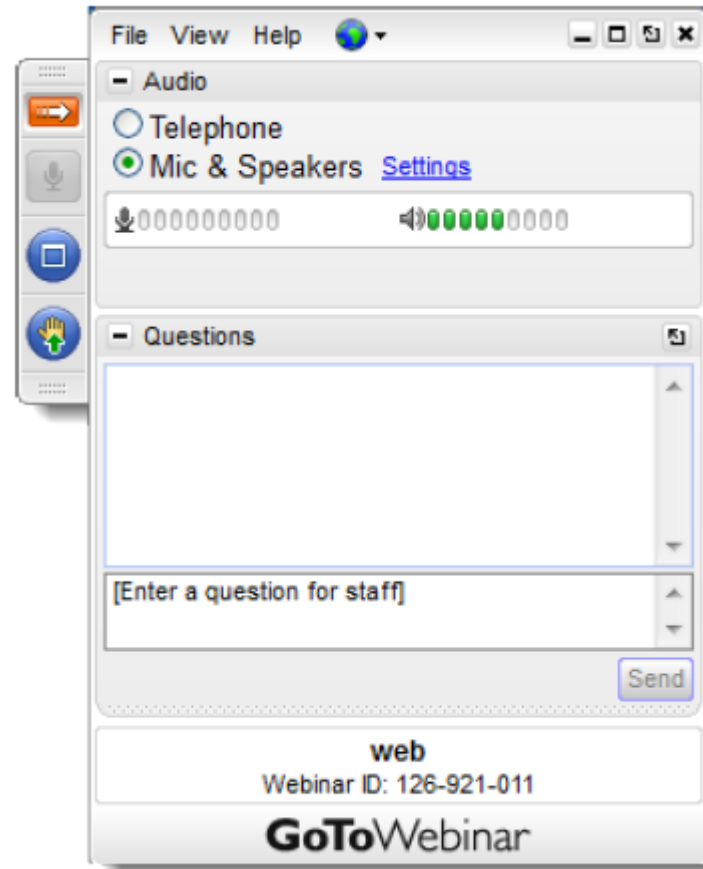 File View Help
Audio
Telephone
Mic & Speakers Settings
Questions
[Enter a question for staff]
Send
web
Webinar ID: 126-921-011
GoToWebinar